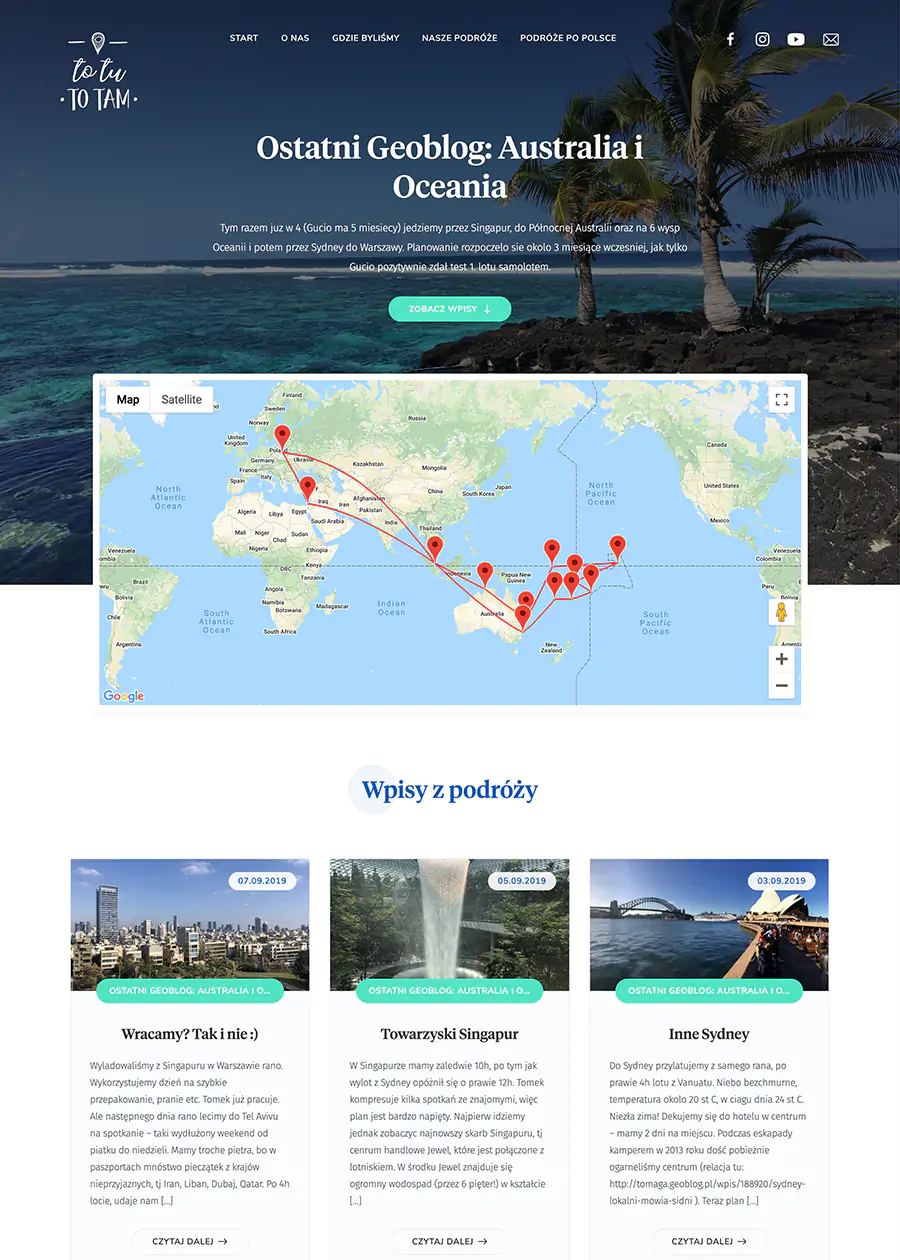 to tu
TO TAM
START O NAS GDZIE BYLIŚMY NASZE PODRÓŻE PODRÓŻE PO POLSCE
Ostatni Geoblog: Australia i
Oceania
Tym razem juz w 4 (Gucio ma 5 miesiecy) jedziemy przez Singapur, do Północnej Australii oraz na 6 wysp
Oceanii i potem przez Sydney do Warszawy. Planowanie rozpoczelo sie okolo 3 miesiące wczesniej, jak tylko
Gucio pozytywnie zdał test 1. lotu samolotem.
ZOBACZ WPISY ↓
Map Satellite
Finland
Sweden
Norway
Russia
United
Kingdom
Canada
Poland
Germany
Ukraine
France
Kazakhstan
Mongolia
Italy
Spain
North
Atlantic
Ocean
North
Pacific
Ocean
United States
Japan
China
South Korea
Iraq
Iran
Afghanistan
Pakistan
Algeria
Libya
Egypt
Saudi Arabia
India
Mexico
Mali
Niger
Chad
Sudan
Thailand
Nigeria
Ethiopia
Venezuela
Venezuela
Colombia
Kenya
DRC
Indonesia
Papua New
Guinea
Tanzania
Brazil
Peru
Angola
Bolivia
Namibia
Botswana
Madagascar
Indian
Ocean
Australia
South
Atlantic
Ocean
South
Pacific
Ocean
Chile
South Africa
Argentina
New
Zealand
Google
Wpisy z podróży
07.09.2019
OSTATNI GEOBLOG: AUSTRALIA I O...
Wracamy? Tak i nie :)
Wyladowaliśmy z Singapuru w Warszawie rano.
Wykorzystujemy dzień na szybkie
przepakowanie, pranie etc. Tomek już pracuje.
Ale następnego dnia rano lecimy do Tel Avivu
na spotkanie – taki wydłużony weekend od
piatku do niedzieli. Mamy troche pietra, bo w
paszportach mnóstwo pieczątek z krajów
nieprzyjaznych, tj Iran, Liban, Dubaj, Qatar. Po 4h
locie, udaje nam [...]
CZYTAJ DALEJ →
05.09.2019
OSTATNI GEOBLOG: AUSTRALIA I O...
Towarzyski Singapur
W Singapurze mamy zaledwie 10h, po tym jak
wylot z Sydney opóźnił się o prawie 12h. Tomek
kompresuje kilka spotkań ze znajomymi, więc
plan jest bardzo napięty. Najpierw idziemy
jednak zobaczyc najnowszy skarb Singapuru, tj
cenrum handlowe Jewel, które jest połączone z
lotniskiem. W środku Jewel znajduje się
ogromny wodospad (przez 6 pięter!) w kształcie
[...]
CZYTAJ DALEJ →
03.09.2019
OSTATNI GEOBLOG: AUSTRALIA I O...
Inne Sydney
Do Sydney przylatujemy z samego rana, po
prawie 4h lotu z Vanuatu. Niebo bezchmurne,
temperatura okolo 20 st C, w ciagu dnia 24 st C.
Niezła zima! Dekujemy się do hotelu w centrum
– mamy 2 dni na miejscu. Podczas eskapady
kamperem w 2013 roku dość pobieżnie
ogarneliśmy centrum (relacja tu:
http://tomaga.geoblog.pl/wpis/188920/sydney-
lokalni-mowia-sidni ). Teraz plan [...]
CZYTAJ DALEJ →